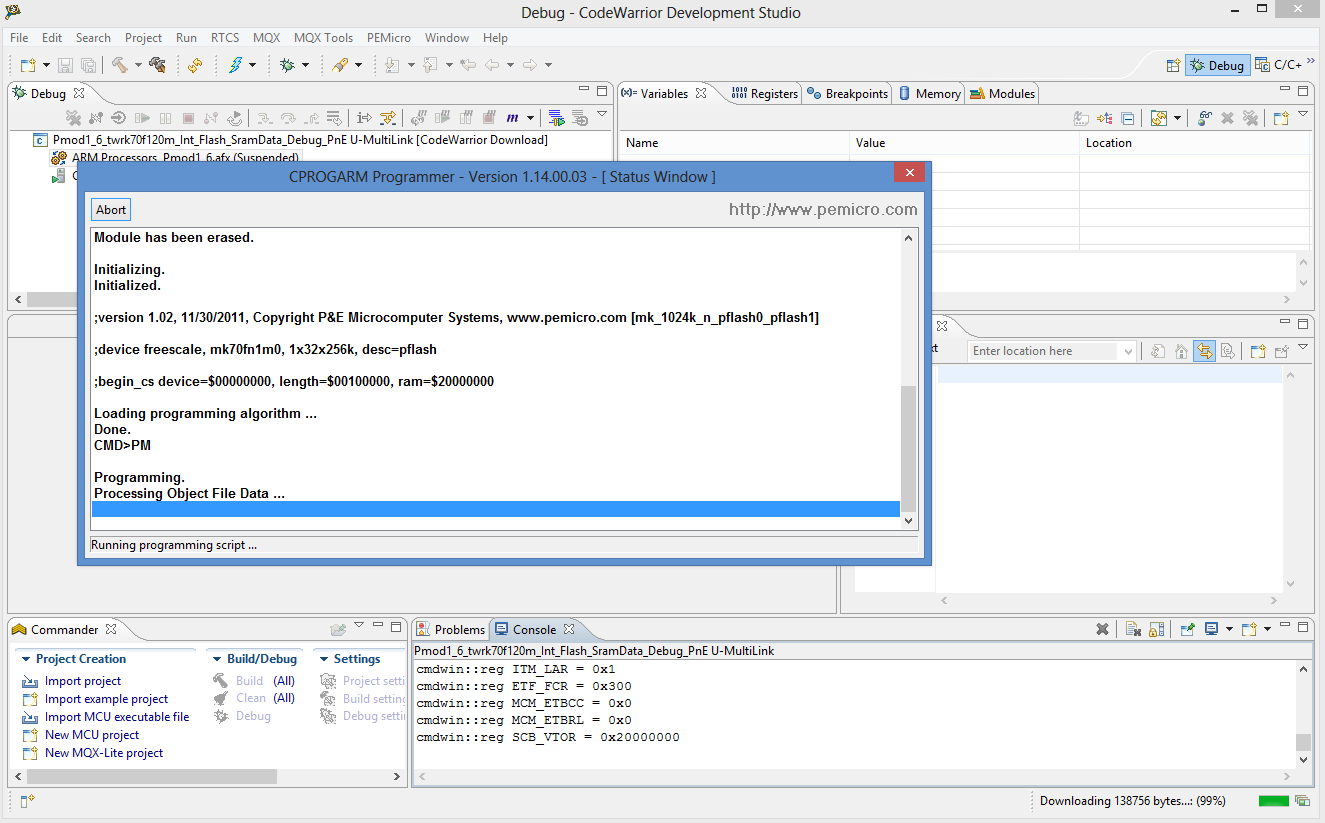 Debug - CodeWarrior Development Studio
File Edit Search Project Run RTCS MQX MQX Tools PEMicro Window Help
Debug C/C+
Debug
Variables Registers Breakpoints Memory Modules
Pmod1_6_twrk70f120m_Int_Flash_SramData_Debug_PnE U-MultiLink [CodeWarrior Download]
ARM Processors, Pmod1_6.afx (Suspended)
Name Value Location
CPROGARM Programmer - Version 1.14.00.03 - [ Status Window ]
Abort
http://www.pemicro.com
Module has been erased.
Initializing.
Initialized.
;version 1.02, 11/30/2011, Copyright P&E Microcomputer Systems, www.pemicro.com [mk_1024k_n_pflash0_pflash1]
;device freescale, mk70fn1m0, 1x32x256k, desc=pflash
;begin_cs device=$00000000, length=$00100000, ram=$20000000
Loading programming algorithm ...
Done.
CMD>PM
Programming.
Processing Object File Data ...
Running programming script ...
Enter location here
Commander
Project Creation
Import project
Import example project
Import MCU executable file
New MCU project
New MQX-Lite project
Build/Debug
Build (All)
Clean (All)
Debug
Settings
Project setti
Build setting
Debug settin
Problems Console
Pmod1_6_twrk70f120m_Int_Flash_SramData_Debug_PnE U-MultiLink
cmdwin::reg ITM_LAR = 0x1
cmdwin::reg ETF_FCR = 0x300
cmdwin::reg MCM_ETBCC = 0x0
cmdwin::reg MCM_ETBRL = 0x0
cmdwin::reg SCB_VTOR = 0x20000000
Downloading 138756 bytes...: (99%)